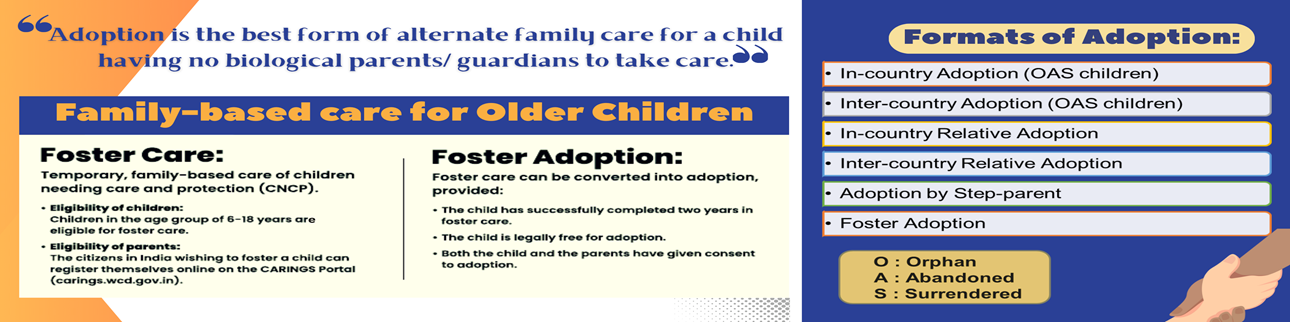 “Adoption is the best form of alternate family care for a child
having no biological parents/ guardians to take care.”
Family-based care for Older Children
Foster Care:
Temporary, family-based care of children
needing care and protection (CNCP).
• Eligibility of children:
Children in the age group of 6-18 years are
eligible for foster care.
• Eligibility of parents:
The citizens in India wishing to foster a child can
register themselves online on the CARINGS Portal
(carings.wcd.gov.in).
Foster Adoption:
Foster care can be converted into adoption,
provided:
• The child has successfully completed two years in
foster care.
• The child is legally free for adoption.
• Both the child and the parents have given consent
to adoption.
Formats of Adoption:
• In-country Adoption (OAS children)
• Inter-country Adoption (OAS children)
• In-country Relative Adoption
• Inter-country Relative Adoption
• Adoption by Step-parent
• Foster Adoption
O : Orphan
A : Abandoned
S : Surrendered